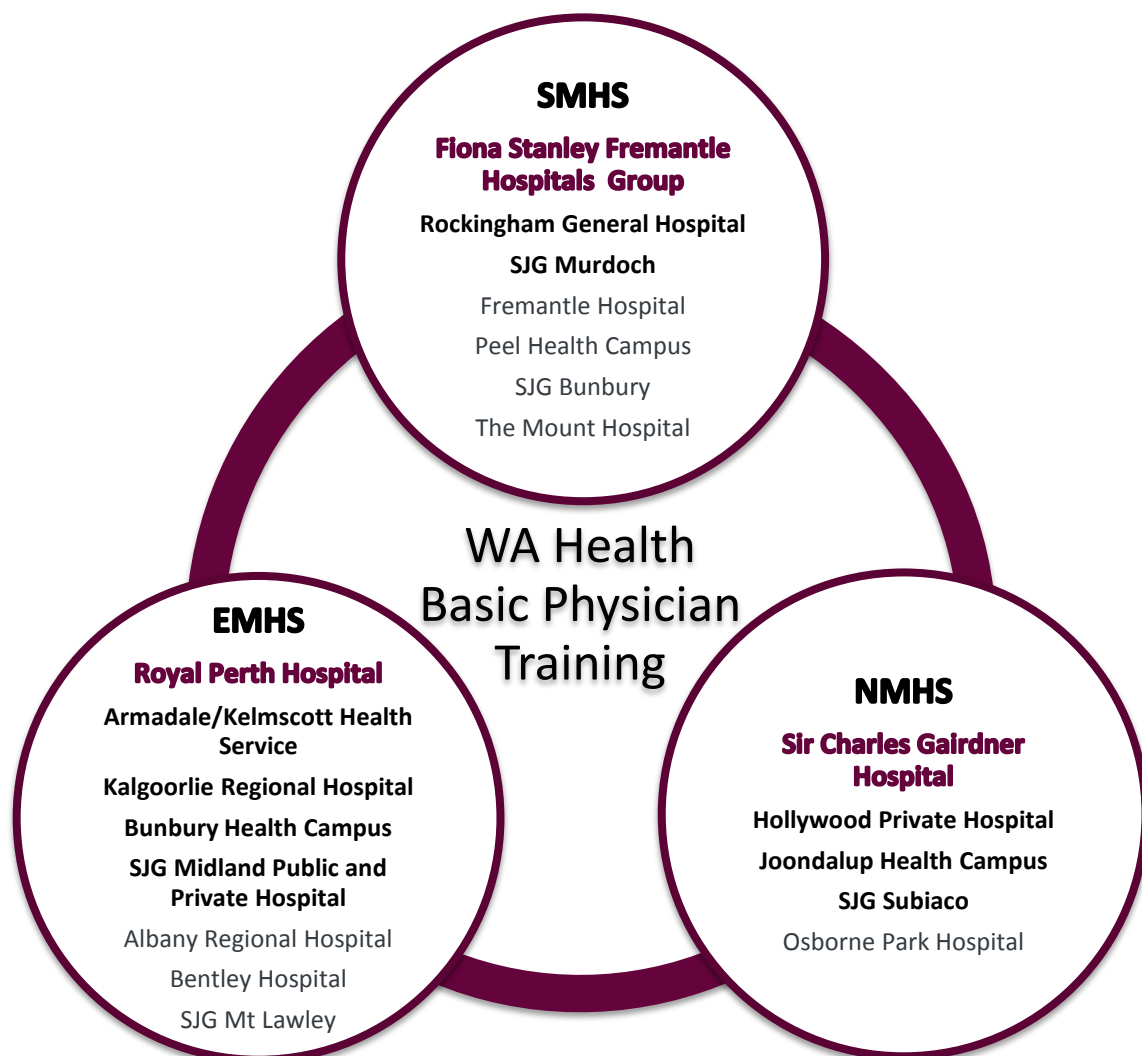 SMHS
Fiona Stanley Fremantle
Hospitals Group
Rockingham General Hospital
SJG Murdoch
Fremantle Hospital
Peel Health Campus
SJG Bunbury
The Mount Hospital
WA Health
Basic Physician
Training
EMHS
Royal Perth Hospital
Armadale/Kelmscott Health
Service
Kalgoorlie Regional Hospital
Bunbury Health Campus
SJG Midland Public and
Private Hospital
Albany Regional Hospital
Bentley Hospital
SJG Mt Lawley
NMHS
Sir Charles Gairdner
Hospital
Hollywood Private Hospital
Joondalup Health Campus
SJG Subiaco
Osborne Park Hospital